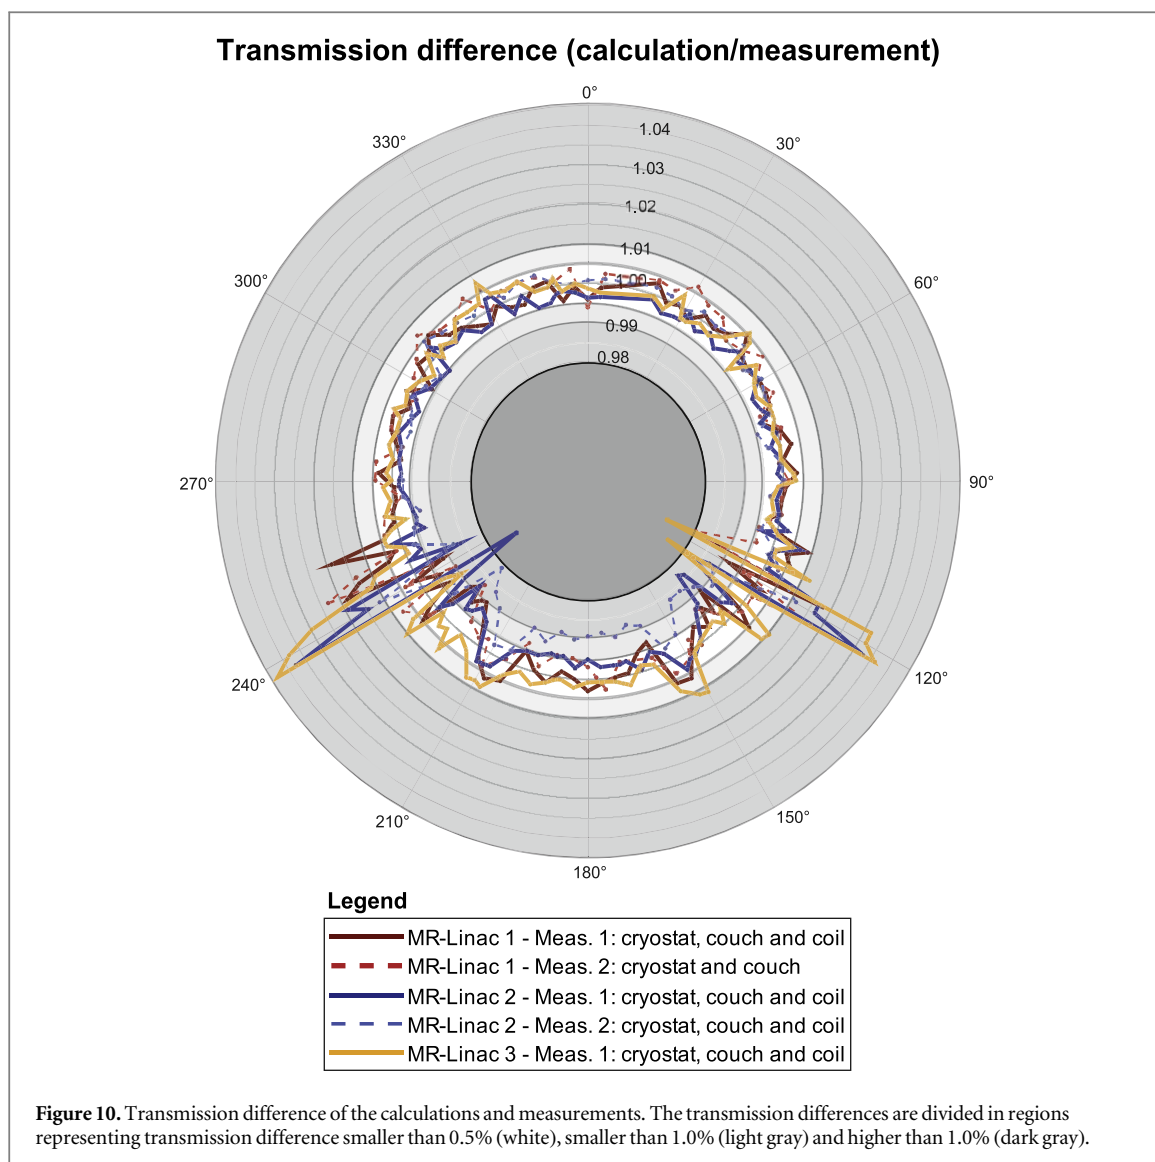 Transmission difference (calculation/measurement)
0°
30°
60°
90°
120°
150°
180°
210°
240°
270°
300°
330°
1.04
1.03
1.02
1.01
1.00
0.99
0.98
Legend
MR-Linac 1 - Meas. 1: cryostat, couch and coil
MR-Linac 1 - Meas. 2: cryostat and couch
MR-Linac 2 - Meas. 1: cryostat, couch and coil
MR-Linac 2 - Meas. 2: cryostat, couch and coil
MR-Linac 3 - Meas. 1: cryostat, couch and coil
Figure 10. Transmission difference of the calculations and measurements. The transmission differences are divided in regions
representing transmission difference smaller than 0.5% (white), smaller than 1.0% (light gray) and higher than 1.0% (dark gray).